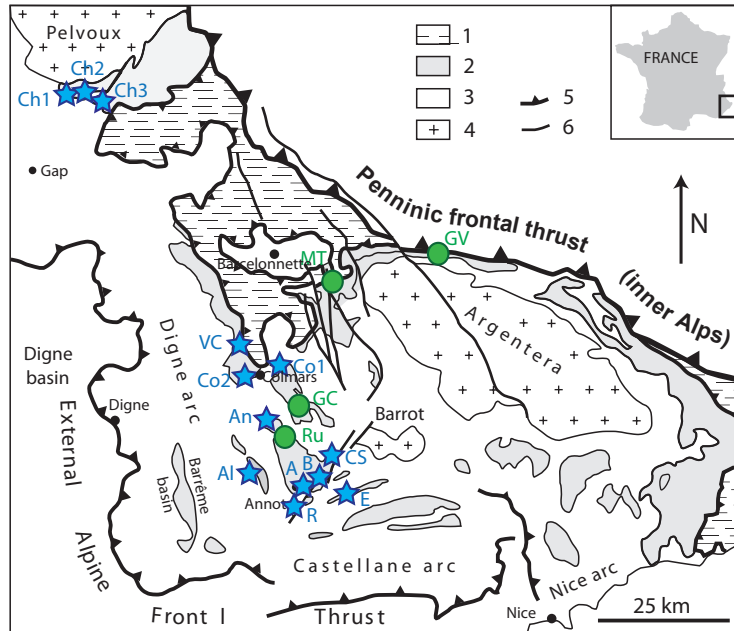 Pelvoux
Ch2
Ch1
Ch3
1
2
3
4
5
6
FRANCE
Gap
N
Penninic frontal thrust
(inner Alps)
GV
MT
Barcelonnette
Argentera
VC
Co1
Co2
Colmars
Digne
basin
Digne arc
Digne
External
Alpine
Front l
Thrust
GC
An
Ru
Barrot
Al
A
B
CS
E
R
Annot
Barrême
basin
Castellane arc
Nice arc
Nice
25 km